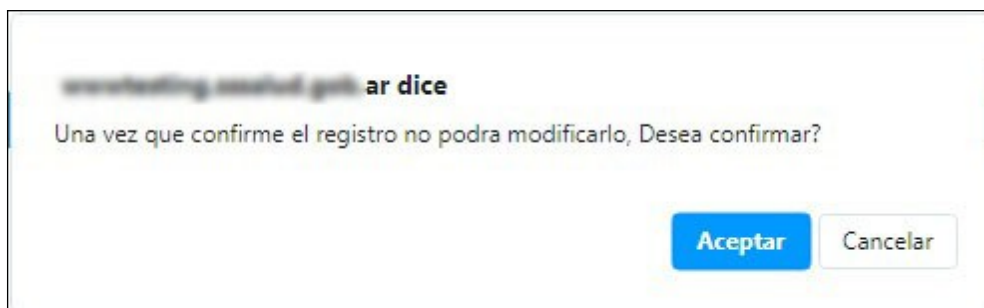 ar dice
Una vez que confirme el registro no podra modificarlo, Desea confirmar?
Aceptar
Cancelar